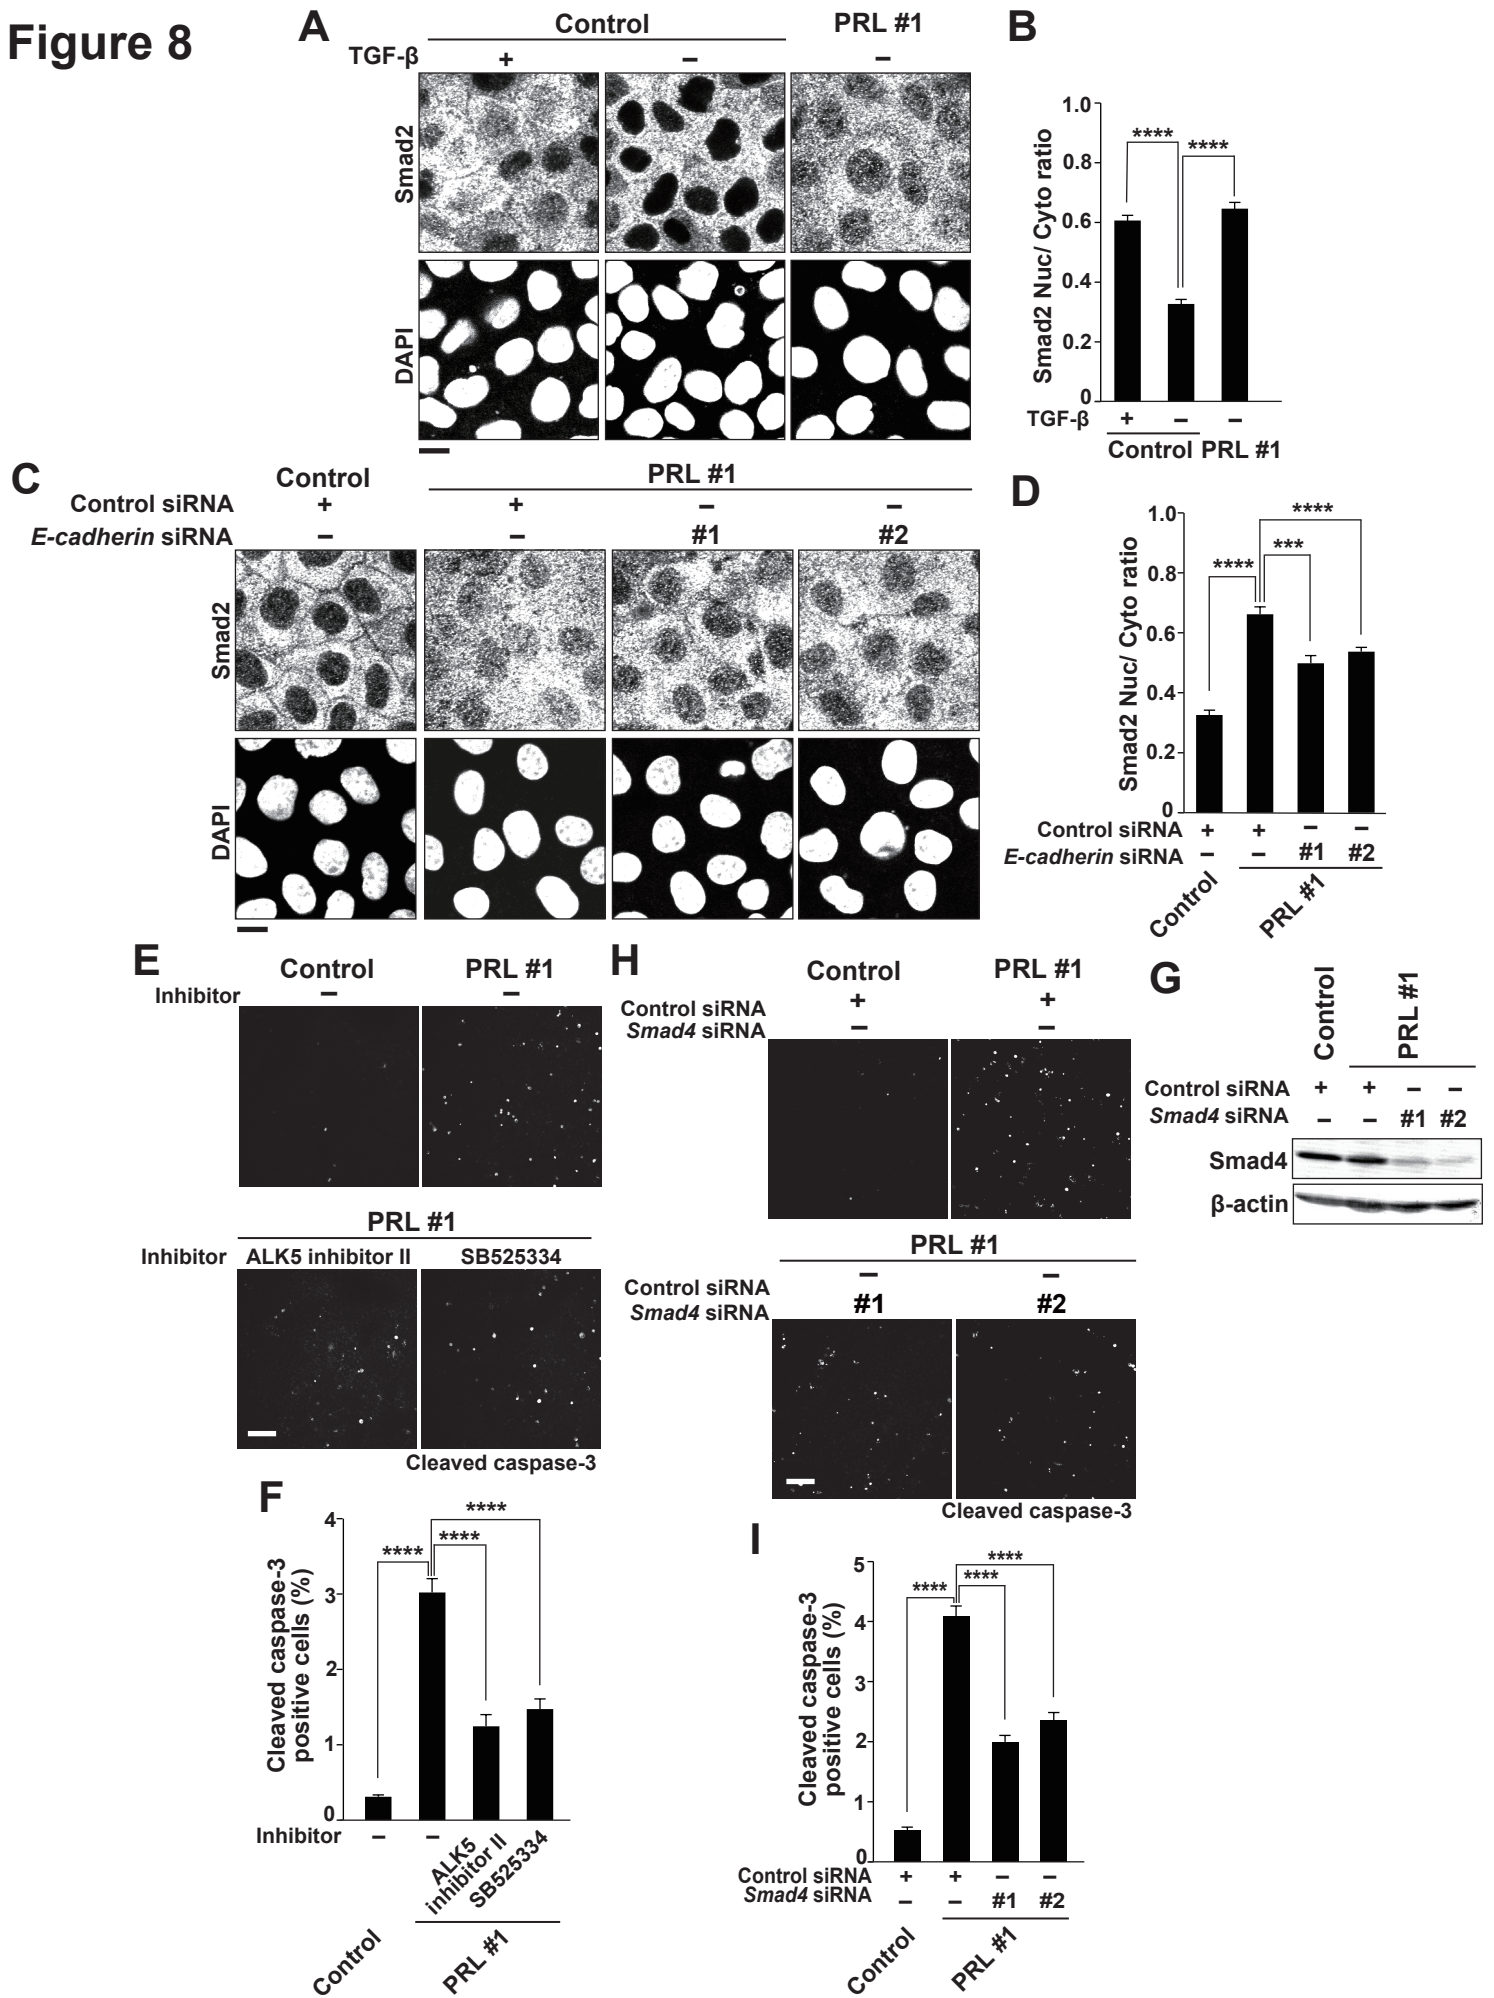 Figure 8
A
Control
PRL #1
TGF-β
+
–
–
Smad2
DAPI
B
Smad2 Nuc/ Cyto ratio
1.0
0.8
0.6
0.4
0.2
0
****
****
TGF-β
+
–
–
Control
PRL #1
C
Control
PRL #1
Control siRNA
+
+
–
–
E-cadherin siRNA
–
–
#1
#2
Smad2
DAPI
D
Smad2 Nuc/ Cyto ratio
1.0
0.8
0.6
0.4
0.2
0
****
***
****
Control siRNA
+
+
–
–
E-cadherin siRNA
–
–
#1
#2
Control
PRL #1
E
Control
PRL #1
Inhibitor
–
–
PRL #1
Inhibitor
ALK5 inhibitor II
SB525334
Cleaved caspase-3
H
Control
PRL #1
Control siRNA
+
+
Smad4 siRNA
–
–
PRL #1
Control siRNA
–
–
Smad4 siRNA
#1
#2
Cleaved caspase-3
G
Control
PRL #1
Control siRNA
+
+
–
–
Smad4 siRNA
–
–
#1
#2
Smad4
β-actin
F
Cleaved caspase-3
positive cells (%)
4
3
2
1
0
****
****
****
Inhibitor
–
–
ALK5
inhibitor II
SB525334
Control
PRL #1
I
Cleaved caspase-3
positive cells (%)
5
4
3
2
1
0
****
****
****
Control siRNA
+
+
–
–
Smad4 siRNA
–
–
#1
#2
Control
PRL #1